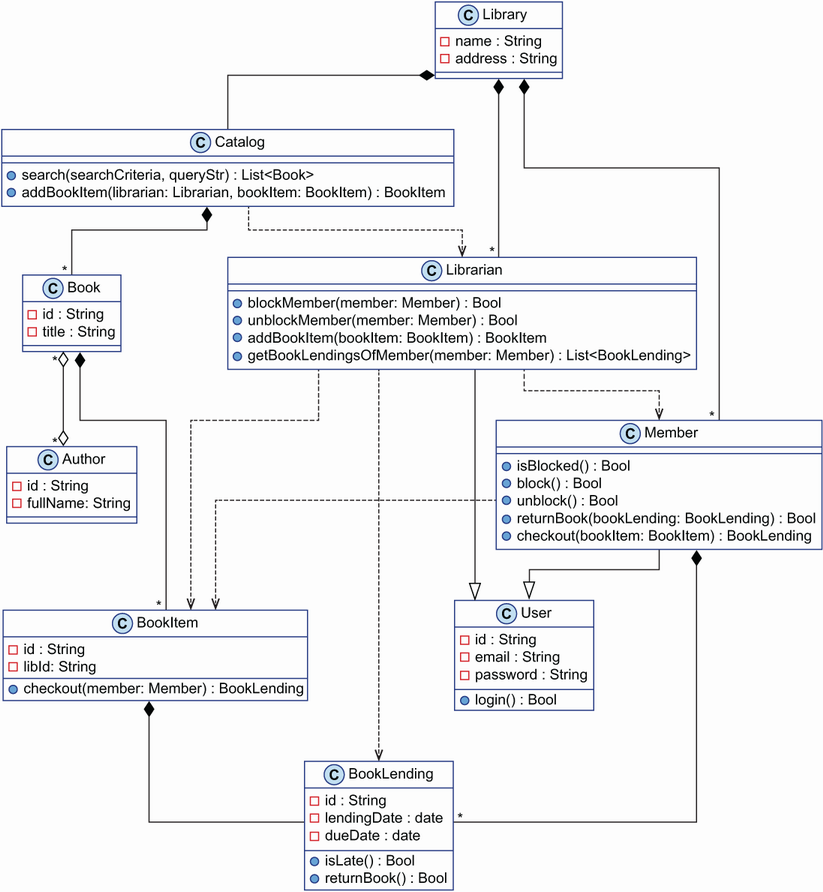 C Library
name : String
address : String
C Catalog
search(searchCriteria, queryStr) : List<Book>
addBookItem(librarian: Librarian, bookItem: BookItem) : BookItem
*
*
C Book
id : String
title : String
C Librarian
blockMember(member: Member) : Bool
unblockMember(member: Member) : Bool
addBookItem(bookItem: BookItem) : BookItem
getBookLendingsOfMember(member: Member) : List<BookLending>
*
*
*
C Author
id : String
fullName: String
C Member
isBlocked() : Bool
block() : Bool
unblock() : Bool
returnBook(bookLending: BookLending) : Bool
checkout(bookItem: BookItem) : BookLending
*
C BookItem
id : String
libId: String
checkout(member: Member) : BookLending
C User
id : String
email : String
password : String
login() : Bool
C BookLending
id : String
lendingDate : date
dueDate : date
isLate() : Bool
returnBook() : Bool
*